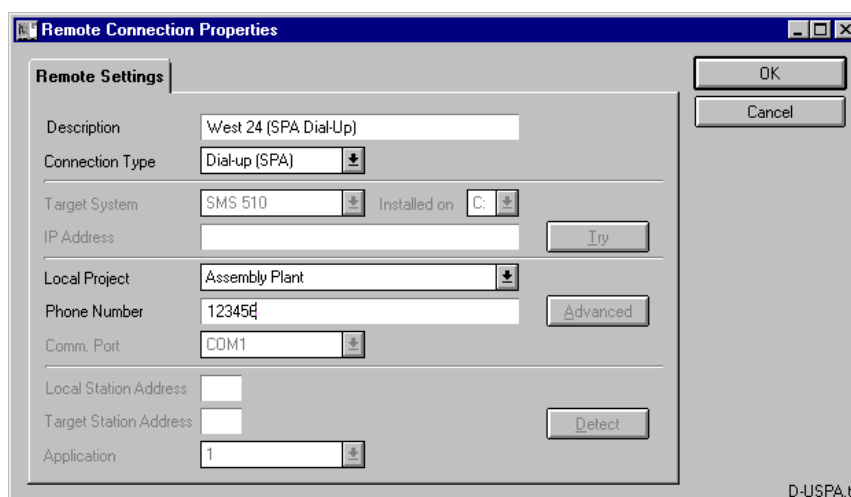 Remote Connection Properties
Remote Settings
OK
Cancel
Description West 24 (SPA Dial-Up)
Connection Type Dial-up (SPA)
Target System SMS 510 Installed on C:
IP Address Try
Local Project Assembly Plant
Phone Number 123456 Advanced
Comm. Port COM1
Local Station Address
Target Station Address Detect
Application 1